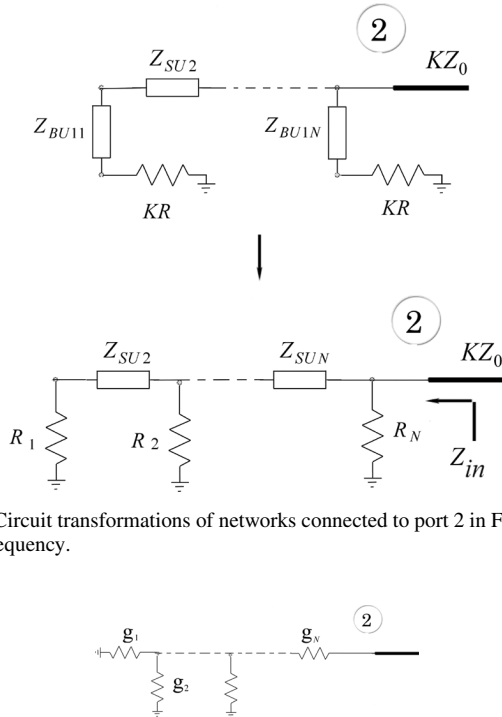 2
Z_{SU2} KZ_0
Z_{BU11} Z_{BU1N}
KR KR
2
Z_{SU2} Z_{SUN} KZ_0
R_1 R_2 R_N
Z_{in}
Circuit transformations of networks connected to port 2 in F
equency.
2
g_1 g_N
g_2